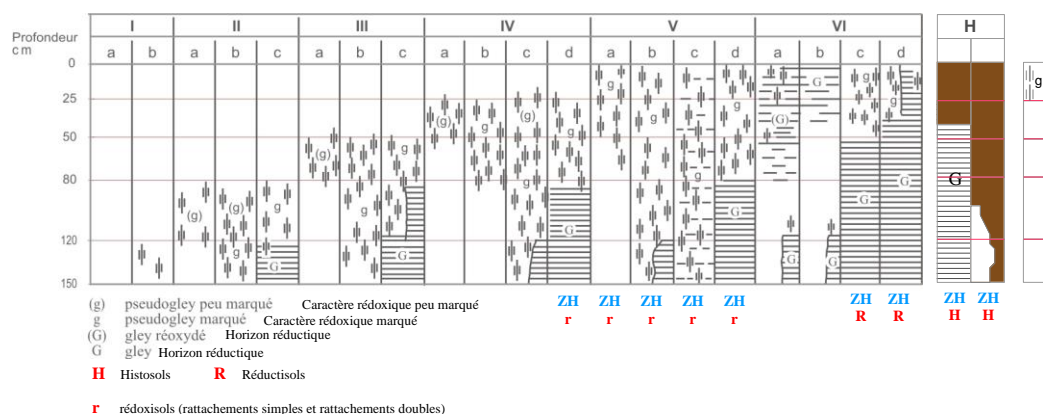 I II III IV V VI H
Profondeur
cm
a b a b c a b c a b c d a b c d a b c d
0
25
50
80
120
150
(g) (g) g g G (g) g g G (g) g (g) g g G g g g g G G (G) G G g G g G G g
ZH ZH ZH ZH ZH ZH ZH ZH ZH
r r r r r R R H H
(g) pseudogley peu marqué Caractère rédoxique peu marqué
g pseudogley marqué Caractère rédoxique marqué
(G) gley réoxydé Horizon réductique
G gley Horizon réductique
H Histosols R Réductisols
r rédoxisols (rattachements simples et rattachements doubles)